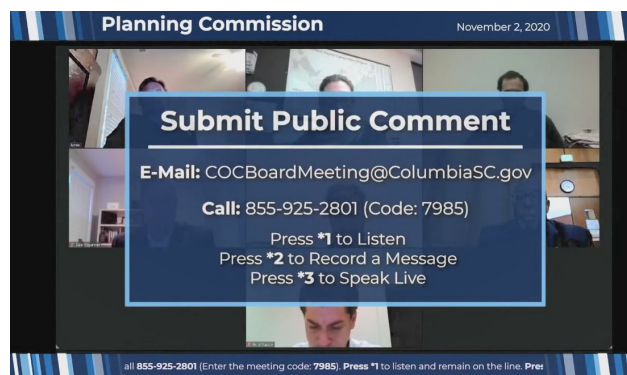 Planning Commission
November 2, 2020
Submit Public Comment
E-Mail: COCBoardMeeting@ColumbiaSC.gov
Call: 855-925-2801 (Code: 7985)
Press *1 to Listen
Press *2 to Record a Message
Press *3 to Speak Live
all 855-925-2801 (Enter the meeting code: 7985). Press *1 to listen and remain on the line. Pres